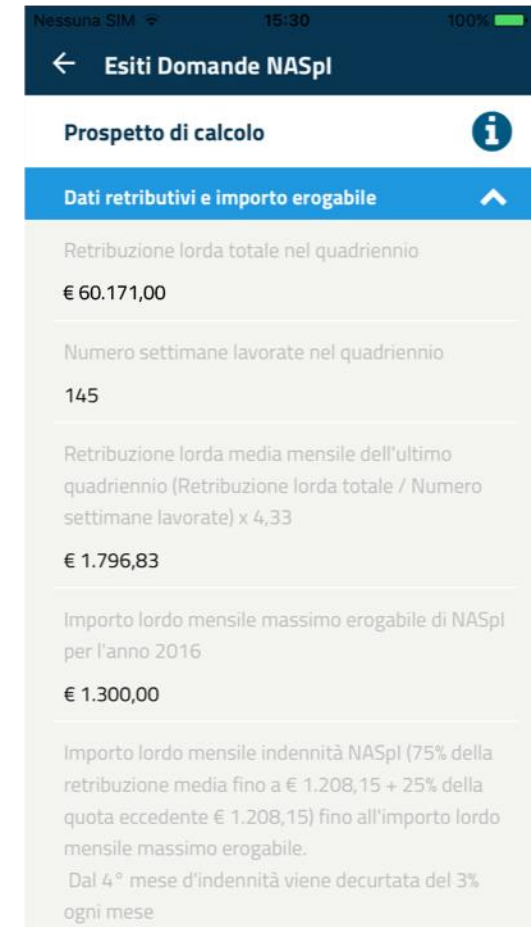 Nessuna SIM 15:30 100%
Esiti Domande NASpI
Prospetto di calcolo
Dati retributivi e importo erogabile
Retribuzione lorda totale nel quadriennio
€ 60.171,00
Numero settimane lavorate nel quadriennio
145
Retribuzione lorda media mensile dell'ultimo
quadriennio (Retribuzione lorda totale / Numero
settimane lavorate) x 4,33
€ 1.796,83
Importo lordo mensile massimo erogabile di NASpI
per l'anno 2016
€ 1.300,00
Importo lordo mensile indennità NASpI (75% della
retribuzione media fino a € 1.208,15 + 25% della
quota eccedente € 1.208,15) fino all'importo lordo
mensile massimo erogabile.
Dal 4° mese d'indennità viene decurtata del 3%
ogni mese